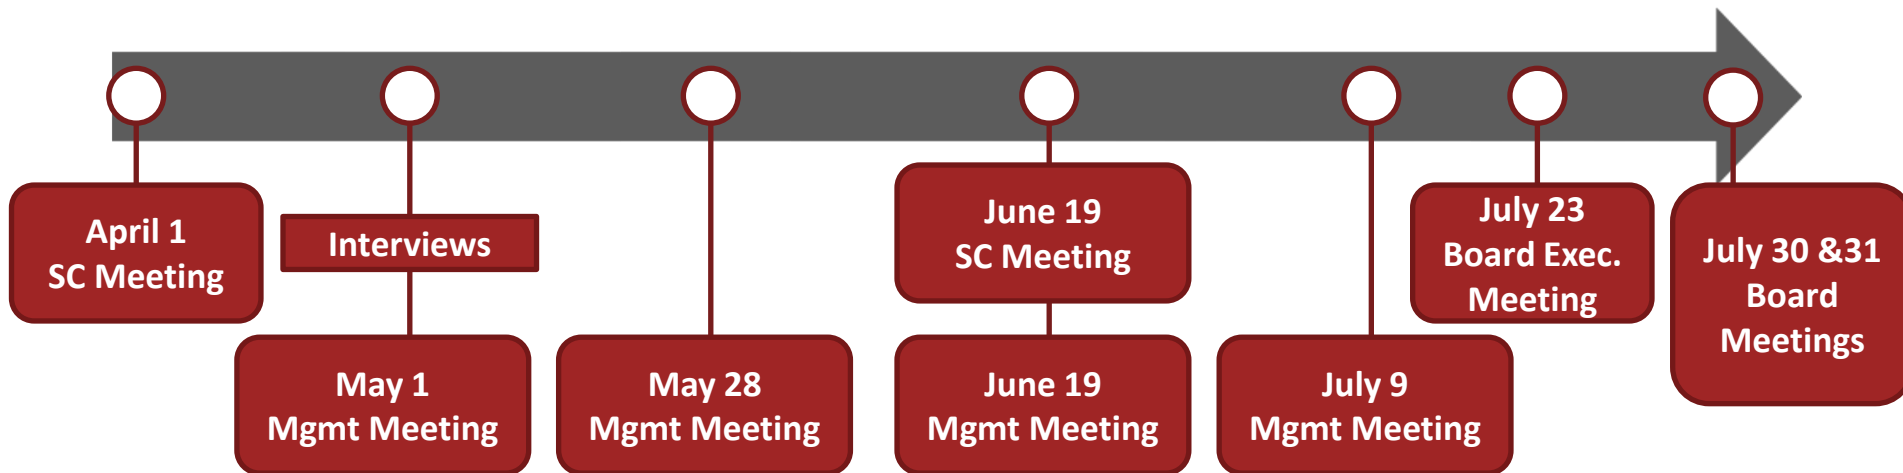 April 1
SC Meeting
Interviews
May 1
Mgmt Meeting
May 28
Mgmt Meeting
June 19
SC Meeting
June 19
Mgmt Meeting
July 9
Mgmt Meeting
July 23
Board Exec.
Meeting
July 30 &31
Board
Meetings